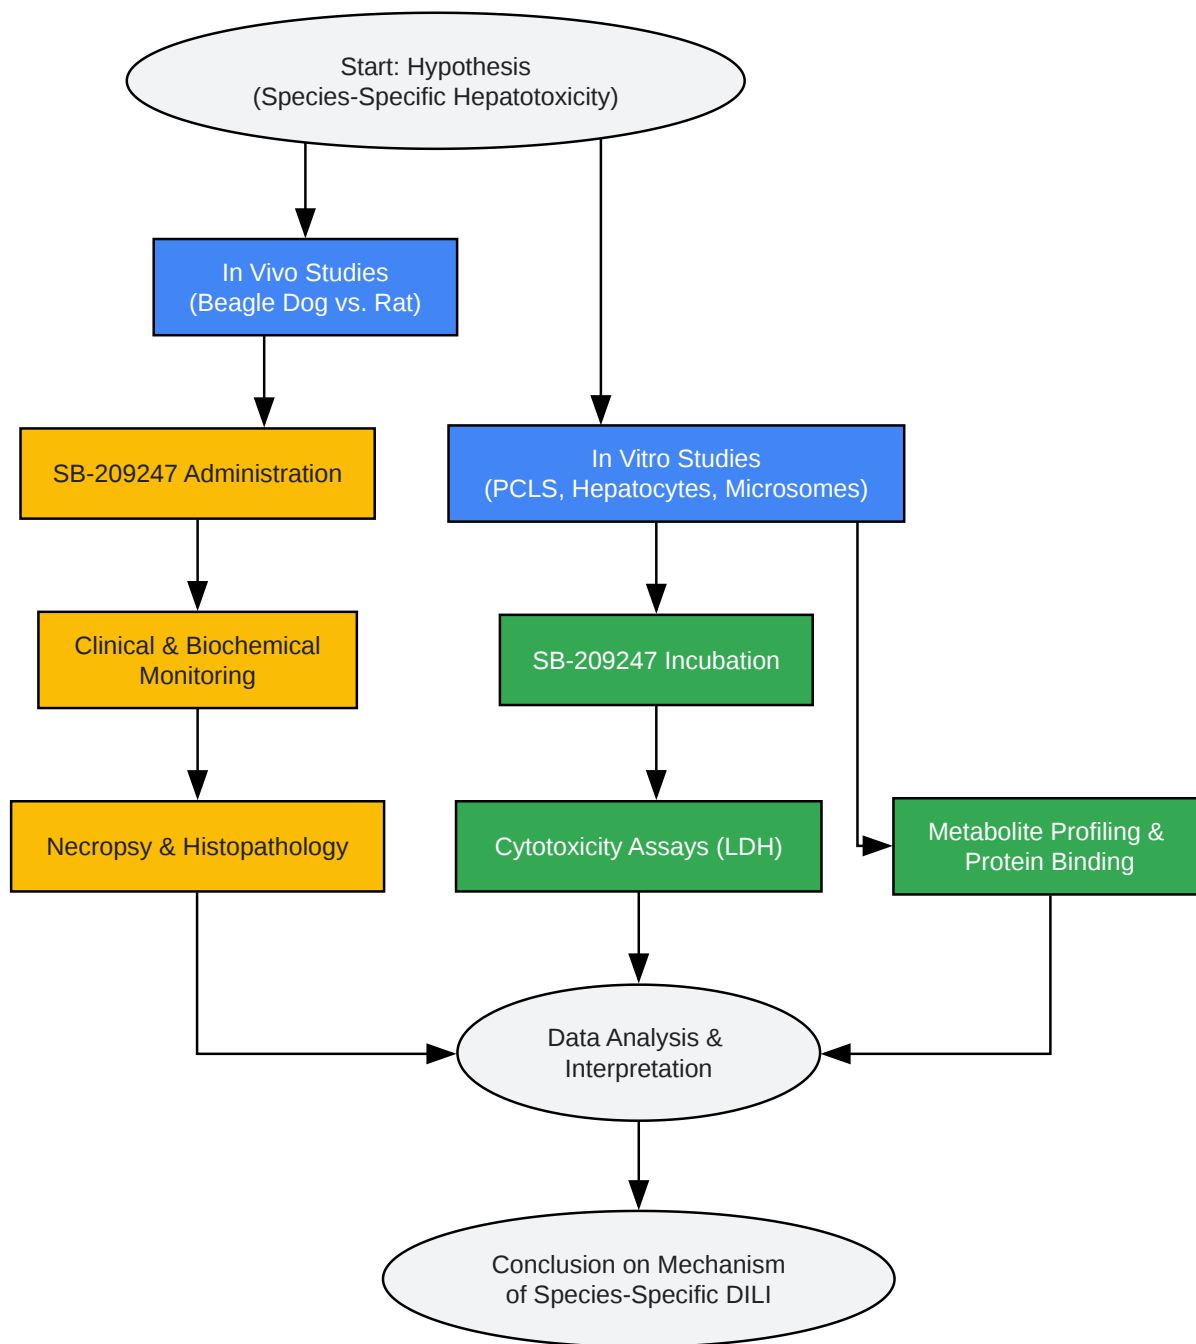 Start: Hypothesis
(Species-Specific Hepatotoxicity)
In Vivo Studies
(Beagle Dog vs. Rat)
SB-209247 Administration
In Vitro Studies
(PCLS, Hepatocytes, Microsomes)
Clinical & Biochemical
Monitoring
SB-209247 Incubation
Necropsy & Histopathology
Cytotoxicity Assays (LDH)
Metabolite Profiling &
Protein Binding
Data Analysis &
Interpretation
Conclusion on Mechanism
of Species-Specific DILI